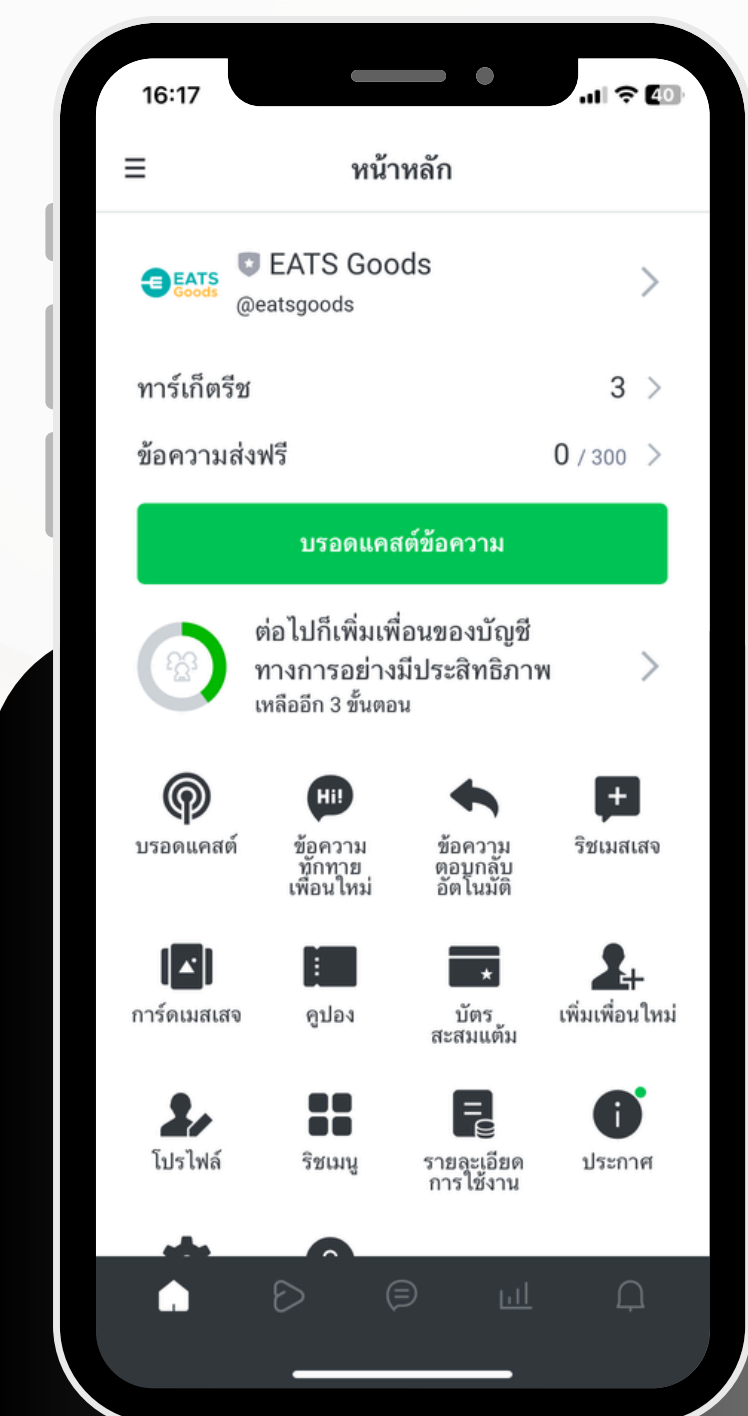 16:17
40
หน้าหลัก
EATS
Goods
EATS Goods
@eatsgoods
ทาร์เก็ตรีช 3
ข้อความส่งฟรี 0 / 300
บรอดแคสต์ข้อความ
ต่อไปก็เพิ่มเพื่อนของบัญชี
ทางการอย่างมีประสิทธิภาพ
เหลืออีก 3 ขั้นตอน
Hi!
บรอดแคสต์
ข้อความ
ทักทาย
เพื่อนใหม่
ข้อความ
ตอบกลับ
อัตโนมัติ
ริชเมสเสจ
การ์ดเมสเสจ
คูปอง
บัตร
สะสมแต้ม
เพิ่มเพื่อนใหม่
โปรไฟล์
ริชเมนู
รายละเอียด
การใช้งาน
ประกาศ